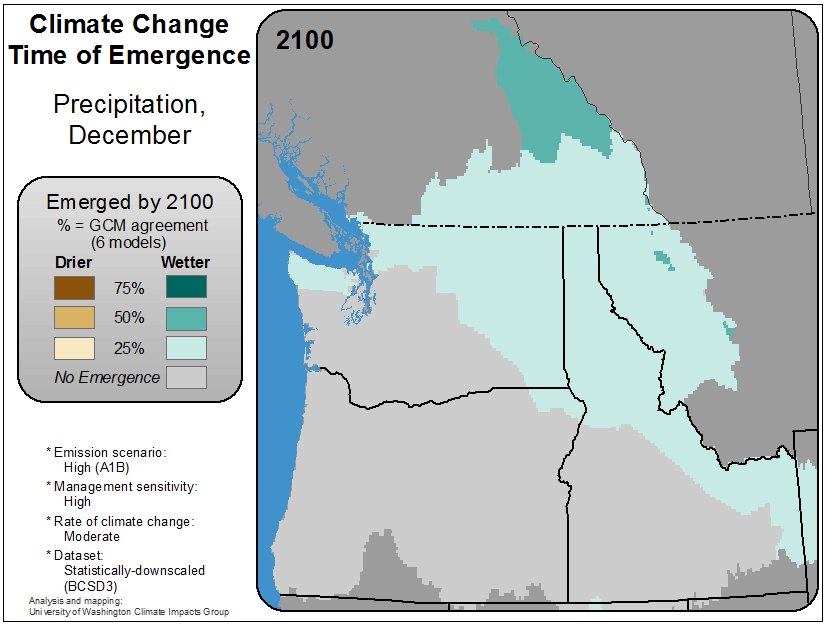 Climate Change
Time of Emergence
Precipitation,
December
2100
Emerged by 2100
% = GCM agreement
(6 models)
Drier Wetter
75%
50%
25%
No Emergence
* Emission scenario:
High (A1B)
* Management sensitivity:
High
* Rate of climate change:
Moderate
* Dataset:
Statistically-downscaled
(BCSD3)
Analysis and mapping:
University of Washington Climate Impacts Group